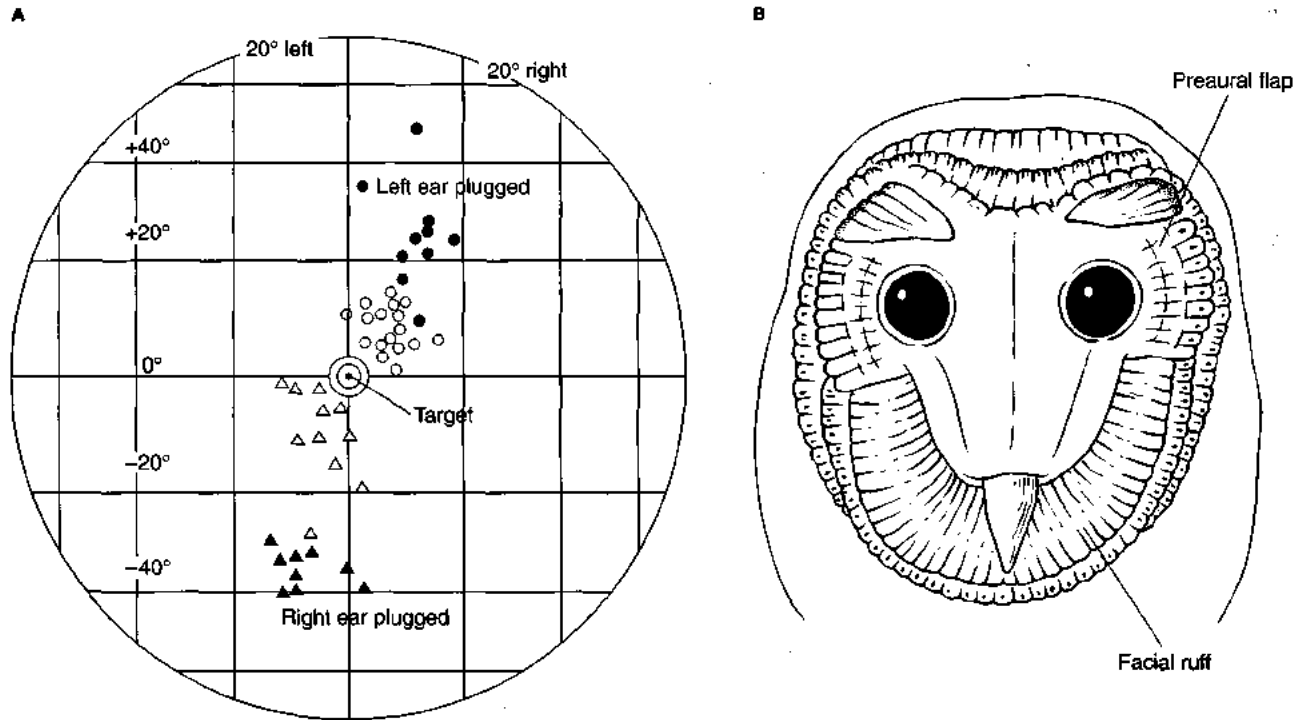 A
20° left
20° right
+40°
Left ear plugged
+20°
0°
Target
−20°
−40°
Right ear plugged
B
Preaural flap
Facial ruff